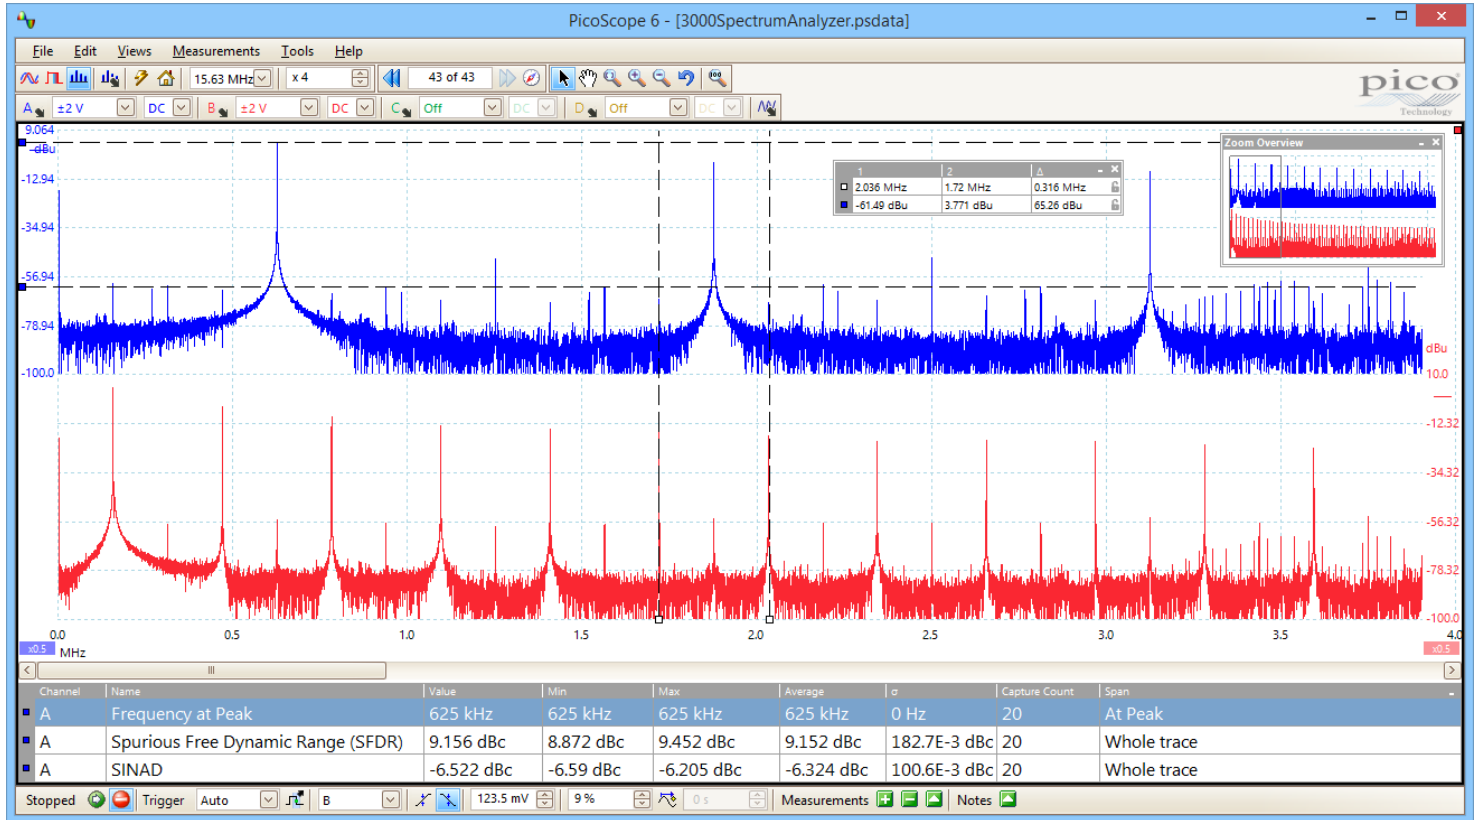 PicoScope 6 - [3000SpectrumAnalyzer.psdata]
File Edit Views Measurements Tools Help
15.63 MHz x 4 43 of 43
pico
Technology
A ±2 V DC B ±2 V DC C Off DC D Off DC
9.064
dBu
-12.94
-34.94
-56.94
-78.94
-100.0
1 2 Δ
2.036 MHz 1.72 MHz 0.316 MHz
-61.49 dBu 3.771 dBu 65.26 dBu
Zoom Overview
dBu
10.0
-12.32
-34.32
-56.32
-78.32
-100.0
0.0 0.5 1.0 1.5 2.0 2.5 3.0 3.5 4.0
x0.5 MHz x0.5
Channel Name Value Min Max Average σ Capture Count Span
A Frequency at Peak 625 kHz 625 kHz 625 kHz 625 kHz 0 Hz 20 At Peak
A Spurious Free Dynamic Range (SFDR) 9.156 dBc 8.872 dBc 9.452 dBc 9.152 dBc 182.7E-3 dBc 20 Whole trace
A SINAD -6.522 dBc -6.59 dBc -6.205 dBc -6.324 dBc 100.6E-3 dBc 20 Whole trace
Stopped Trigger Auto B 123.5 mV 9 % 0 s Measurements Notes